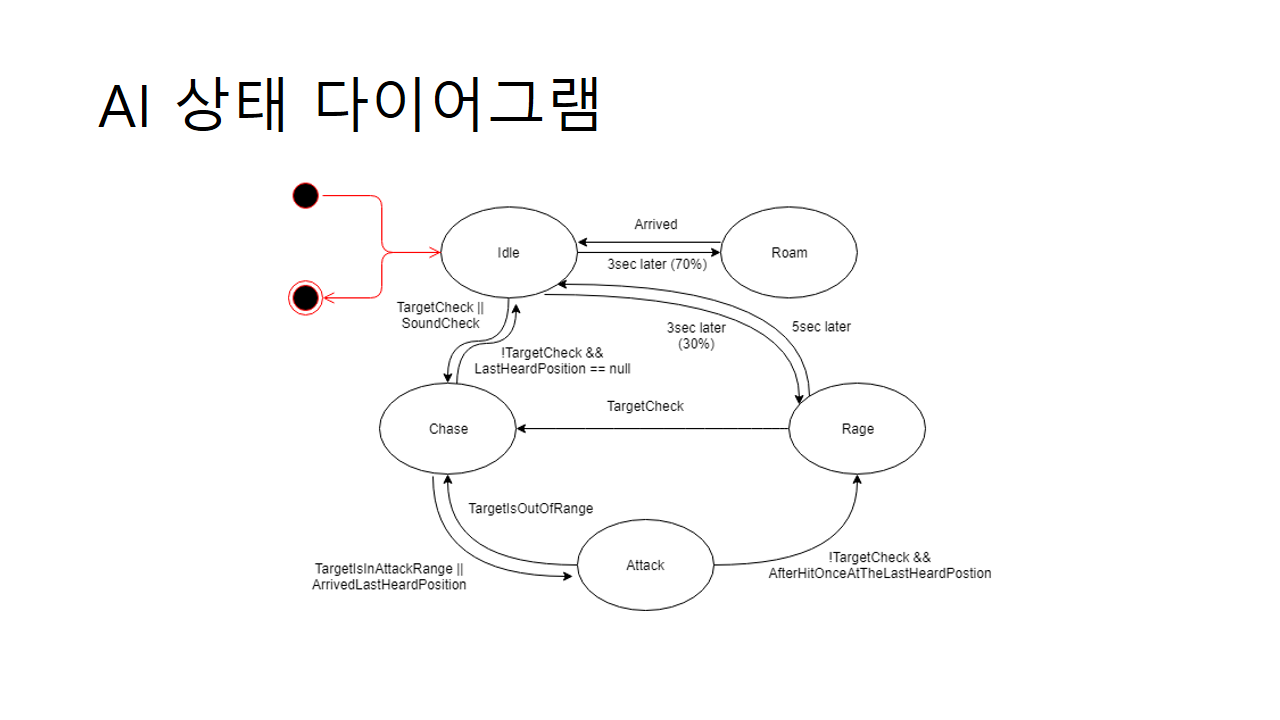 AI 상태 다이어그램
Arrived
Idle
Roam
3sec later (70%)
TargetCheck ||
SoundCheck
3sec later
(30%)
5sec later
!TargetCheck &&
LastHeardPosition == null
TargetCheck
Chase
Rage
TargetIsOutOfRange
Attack
TargetIsInAttackRange ||
ArrivedLastHeardPosition
!TargetCheck &&
AfterHitOnceAtTheLastHeardPostion